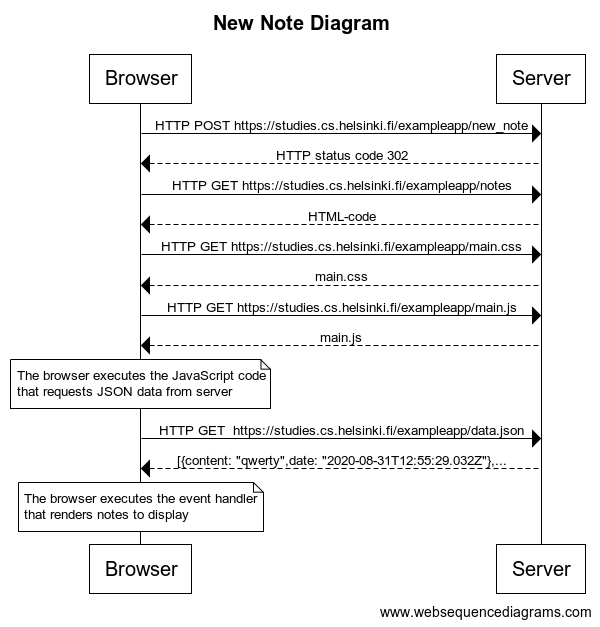 New Note Diagram
Browser
Server
HTTP POST https://studies.cs.helsinki.fi/exampleapp/new_note
HTTP status code 302
HTTP GET https://studies.cs.helsinki.fi/exampleapp/notes
HTML-code
HTTP GET https://studies.cs.helsinki.fi/exampleapp/main.css
main.css
HTTP GET https://studies.cs.helsinki.fi/exampleapp/main.js
main.js
The browser executes the JavaScript code
that requests JSON data from server
HTTP GET  https://studies.cs.helsinki.fi/exampleapp/data.json
[{content: "qwerty",date: "2020-08-31T12:55:29.032Z"},...
The browser executes the event handler
that renders notes to display
Browser
Server
www.websequencediagrams.com